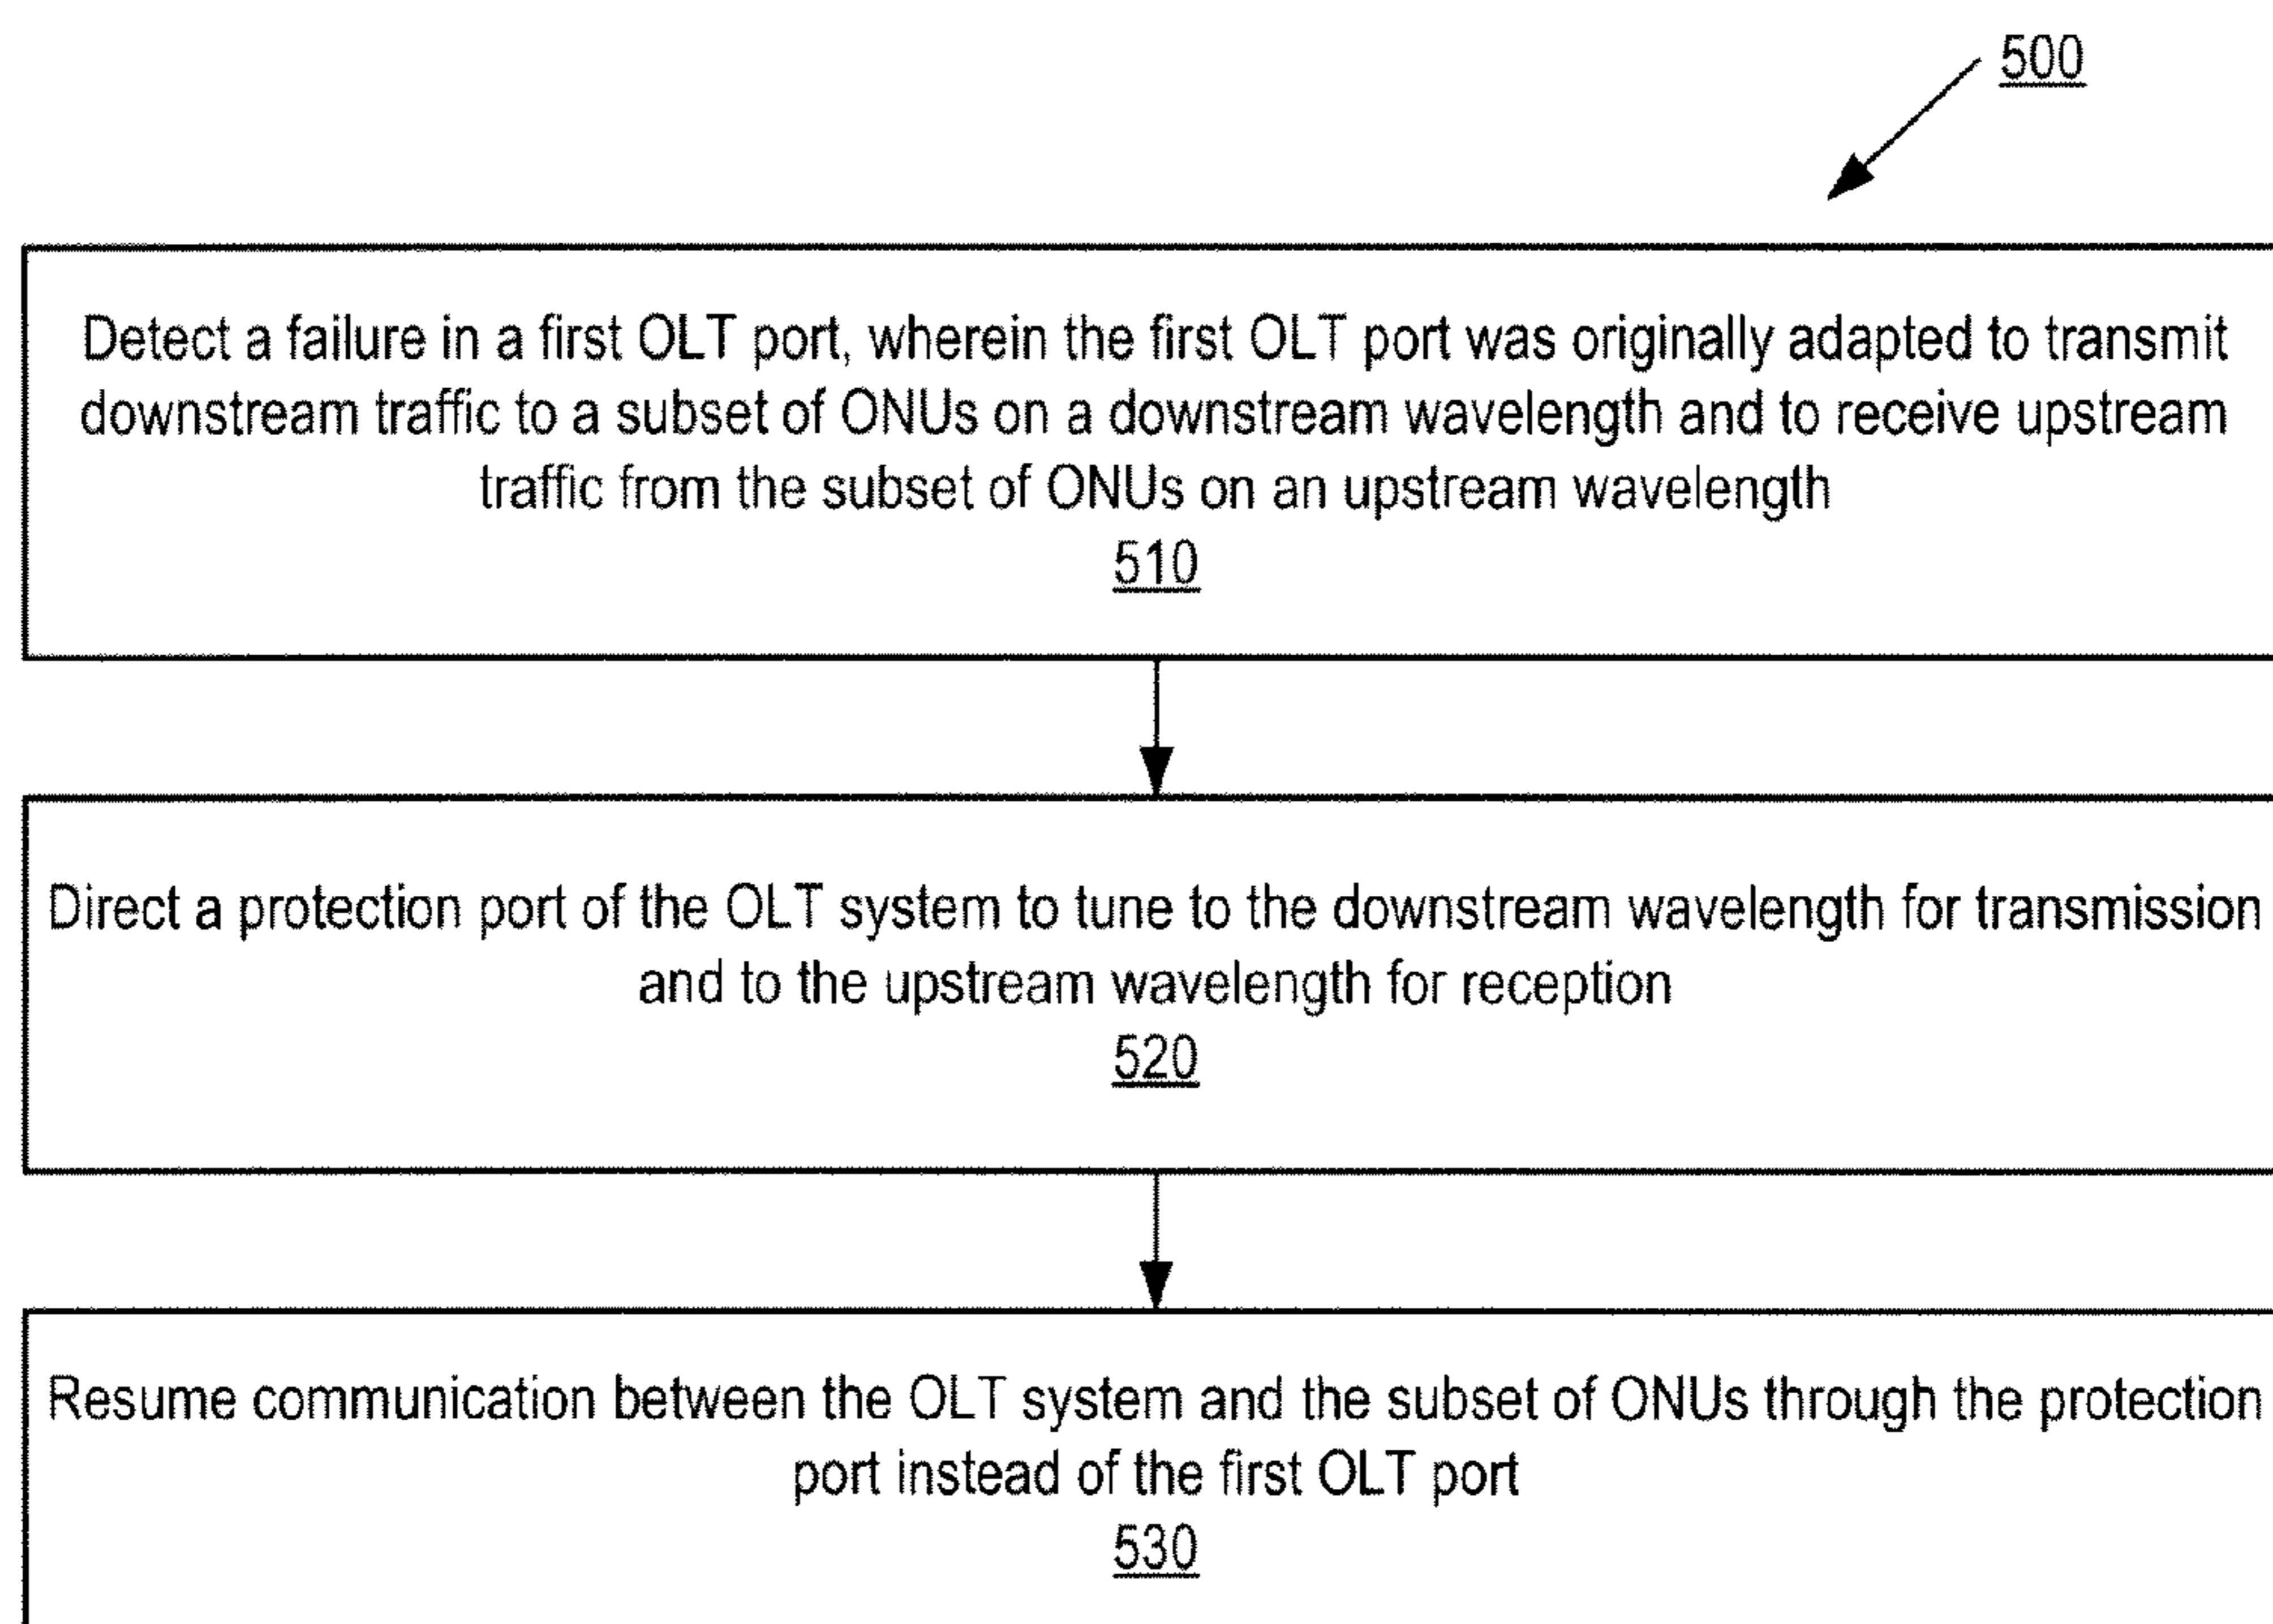 500
Detect a failure in a first OLT port, wherein the first OLT port was originally adapted to transmit
downstream traffic to a subset of ONUs on a downstream wavelength and to receive upstream
traffic from the subset of ONUs on an upstream wavelength
510
Direct a protection port of the OLT system to tune to the downstream wavelength for transmission
and to the upstream wavelength for reception
520
Resume communication between the OLT system and the subset of ONUs through the protection
port instead of the first OLT port
530